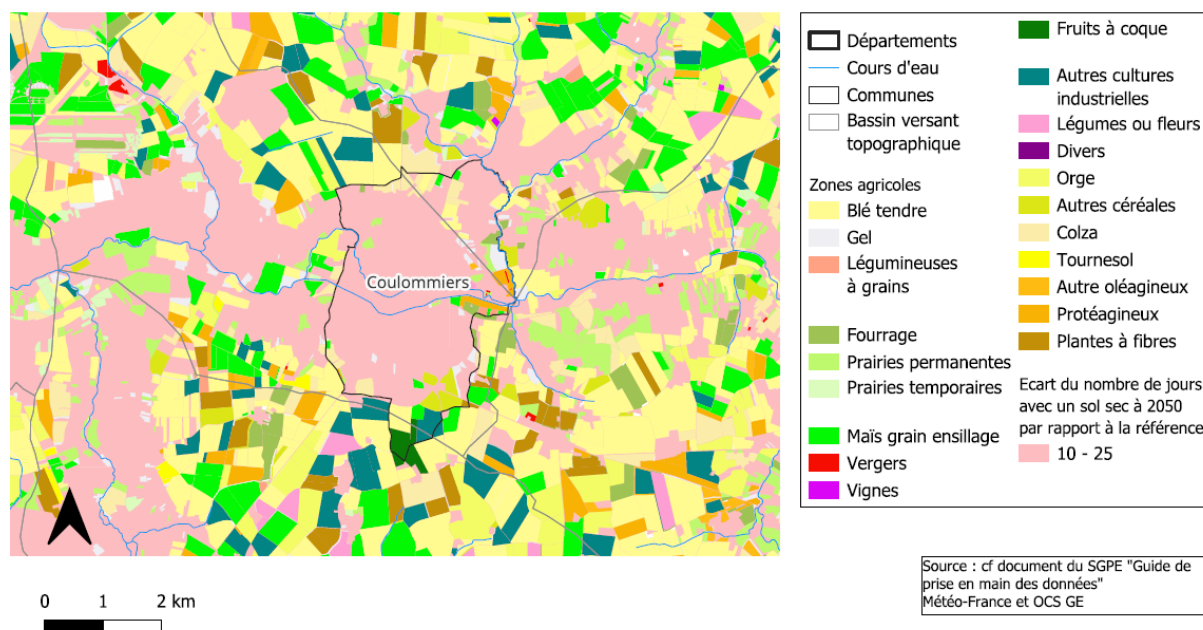 Coulommiers
0 1 2 km
Départements
Cours d'eau
Communes
Bassin versant
topographique
Zones agricoles
Blé tendre
Gel
Légumineuses
à grains
Fourrage
Prairies permanentes
Prairies temporaires
Maïs grain ensillage
Vergers
Vignes
Fruits à coque
Autres cultures
industrielles
Légumes ou fleurs
Divers
Orge
Autres céréales
Colza
Tournesol
Autre oléagineux
Protéagineux
Plantes à fibres
Ecart du nombre de jours
avec un sol sec à 2050
par rapport à la référence
10 - 25
Source : cf document du SGPE "Guide de
prise en main des données"
Météo-France et OCS GE